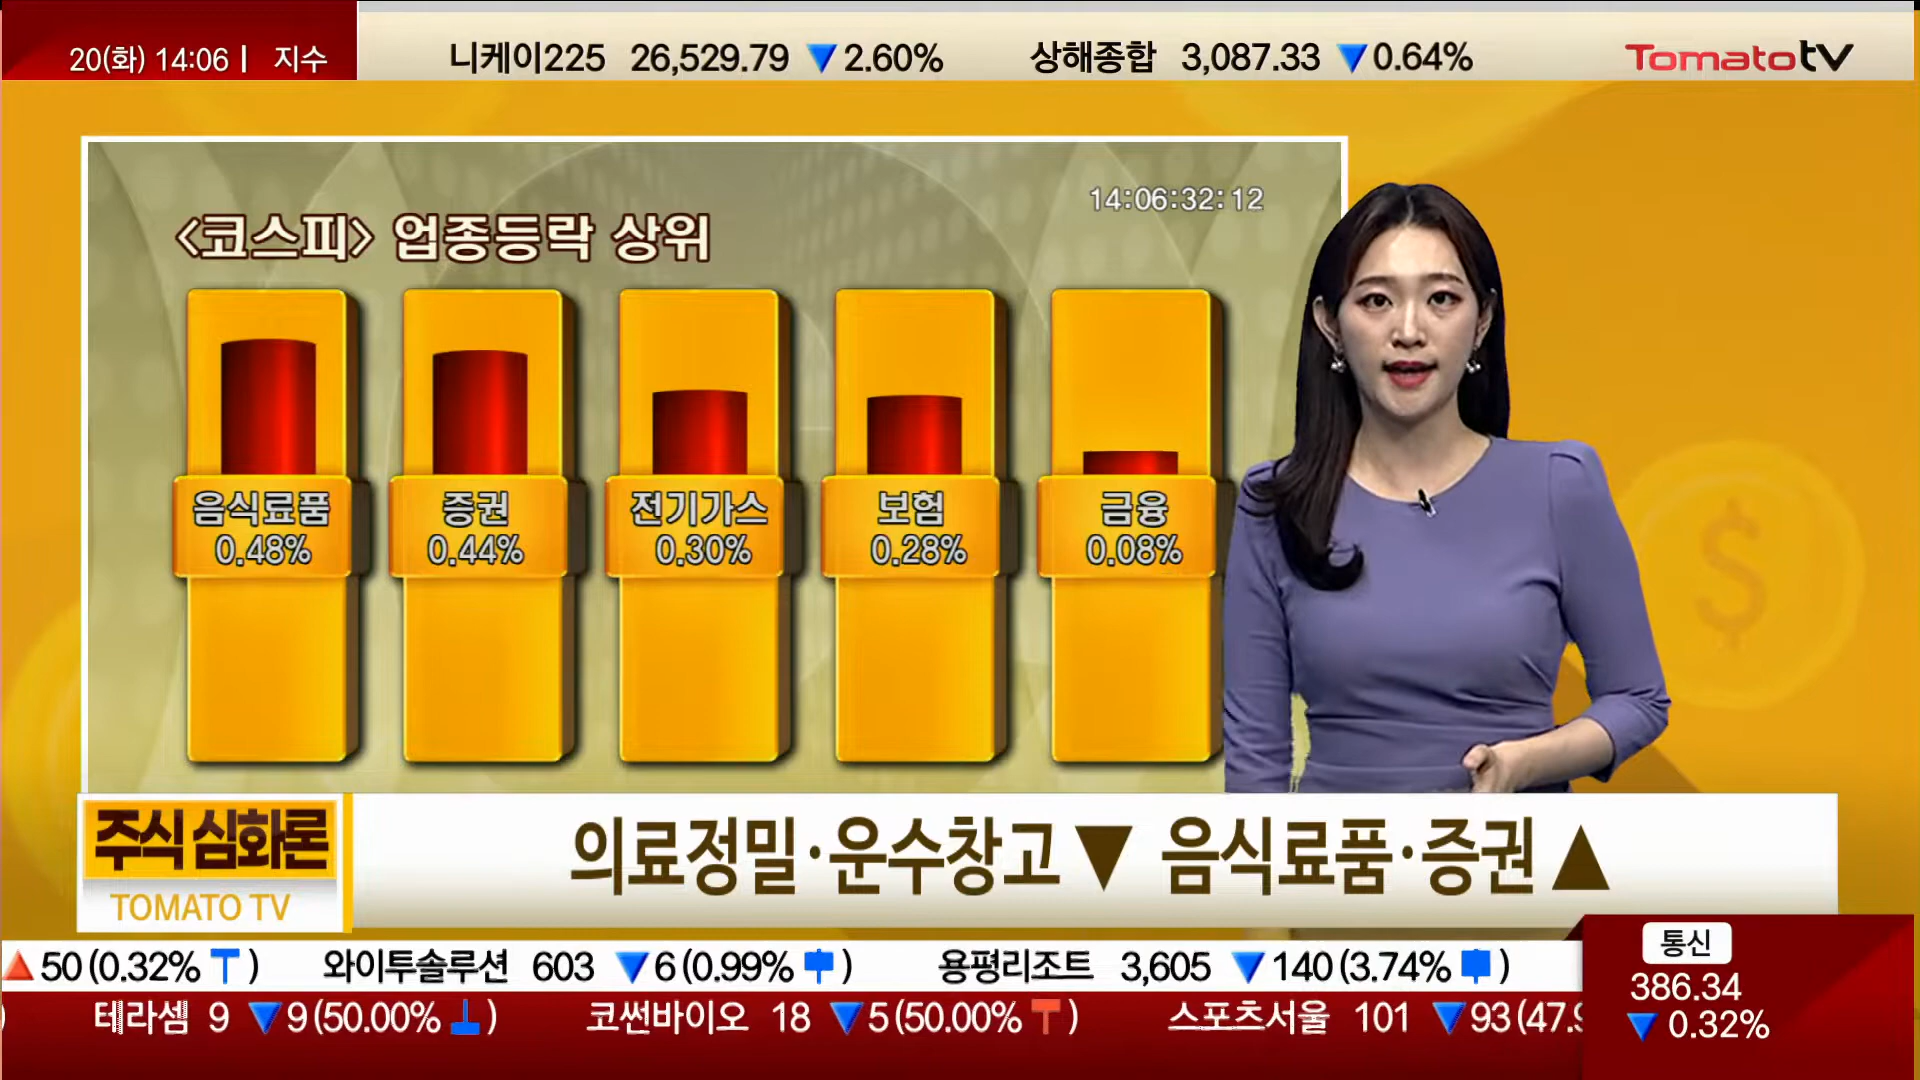 20(화) 14:06 | 지수
니케이225 26,529.79 ▼2.60% 상해종합 3,087.33 ▼0.64%
Tomatotv
14:06:32:12
<코스피> 업종등락 상위
음식료품 0.48%
증권 0.44%
전기가스 0.30%
보험 0.28%
금융 0.08%
주식 심화론
TOMATO TV
의료정밀·운수창고▼ 음식료품·증권▲
▲50(0.32% ) 와이투솔루션 603 ▼6(0.99% ) 용평리조트 3,605 ▼140(3.74% )
) 테라셈 9 ▼9(50.00% ) 코썬바이오 18 ▼5(50.00% ) 스포츠서울 101 ▼93(47.9
통신
386.34
▼0.32%